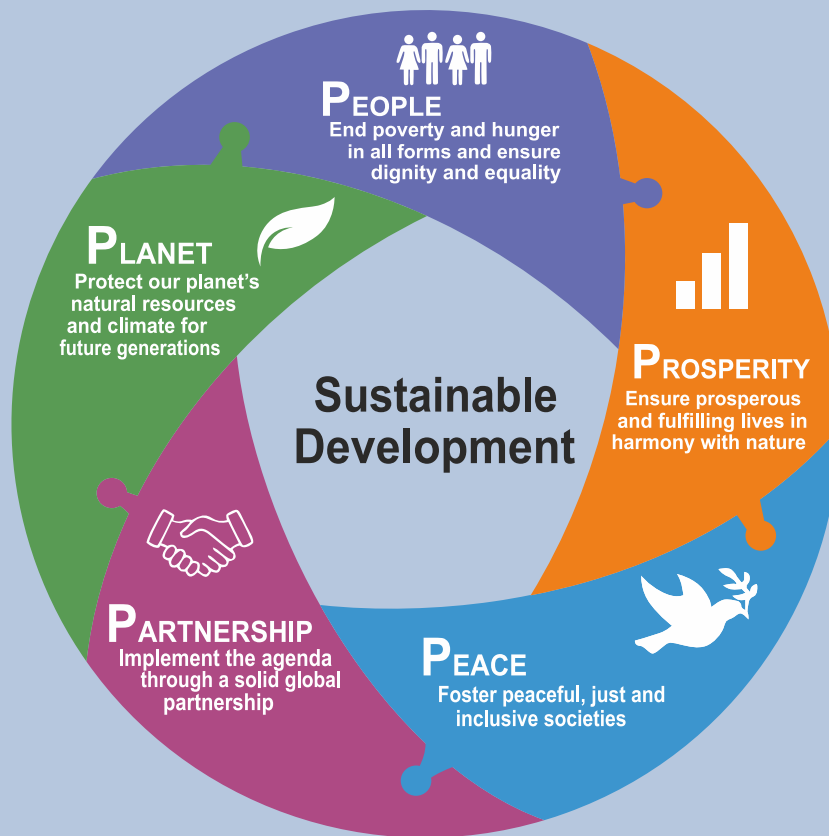 PEOPLE
End poverty and hunger
in all forms and ensure
dignity and equality
PROSPERITY
Ensure prosperous
and fulfilling lives in
harmony with nature
PEACE
Foster peaceful, just and
inclusive societies
PARTNERSHIP
Implement the agenda
through a solid global
partnership
PLANET
Protect our planet's
natural resources
and climate for
future generations
Sustainable
Development